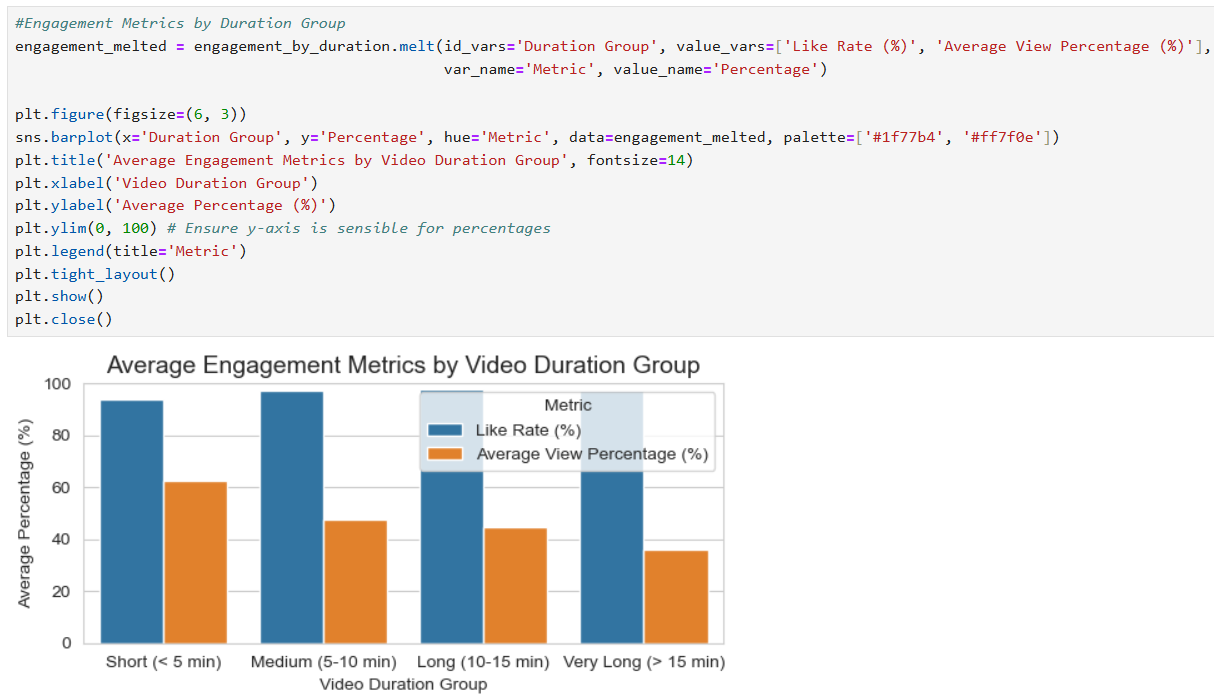 #Engagement Metrics by Duration Group
engagement_melted = engagement_by_duration.melt(id_vars='Duration Group', value_vars=['Like Rate (%)', 'Average View Percentage (%)'],
                                                var_name='Metric', value_name='Percentage')
plt.figure(figsize=(6, 3))
sns.barplot(x='Duration Group', y='Percentage', hue='Metric', data=engagement_melted, palette=['#1f77b4', '#ff7f0e'])
plt.title('Average Engagement Metrics by Video Duration Group', fontsize=14)
plt.xlabel('Video Duration Group')
plt.ylabel('Average Percentage (%)')
plt.ylim(0, 100) # Ensure y-axis is sensible for percentages
plt.legend(title='Metric')
plt.tight_layout()
plt.show()
plt.close()
Average Engagement Metrics by Video Duration Group
Average Percentage (%)
100
80
60
40
20
0
Metric
Like Rate (%)
Average View Percentage (%)
Short (< 5 min) Medium (5-10 min) Long (10-15 min) Very Long (> 15 min)
Video Duration Group